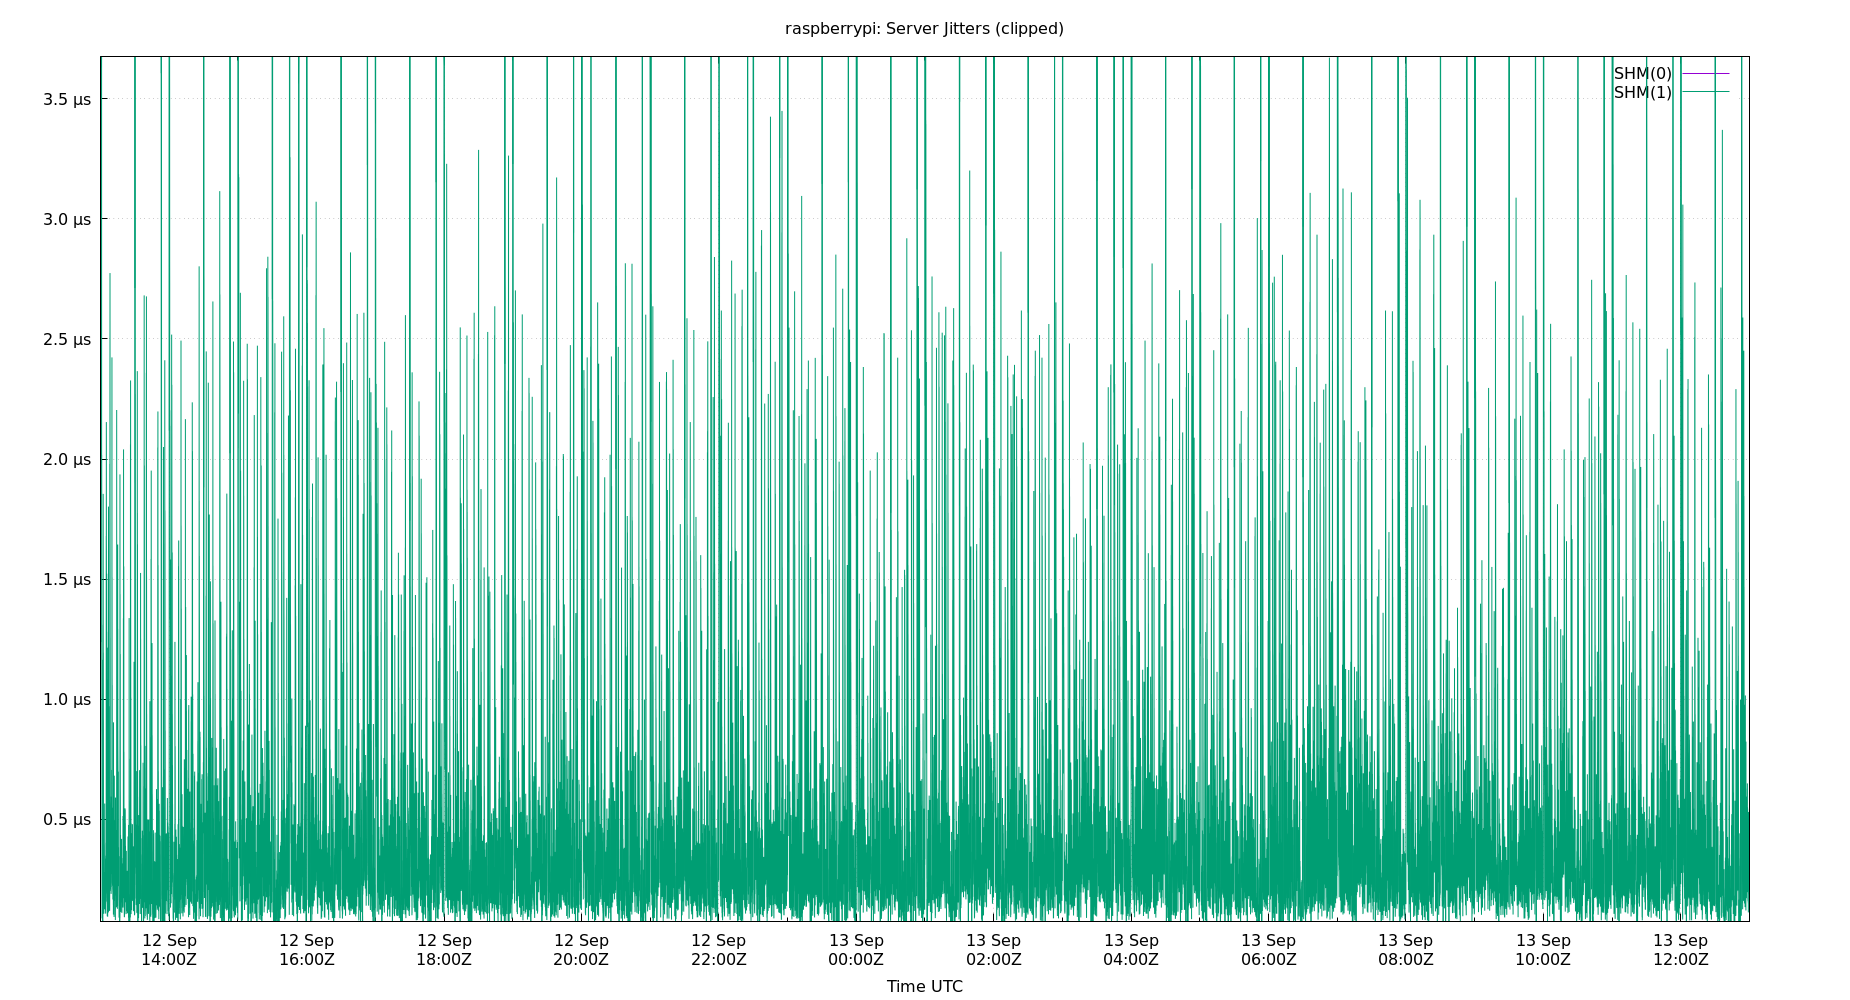 raspberrypi: Server Jitters (clipped)
SHM(0)
SHM(1)
3.5 µs
3.0 µs
2.5 µs
2.0 µs
1.5 µs
1.0 µs
0.5 µs
12 Sep 12 Sep 12 Sep 12 Sep 12 Sep 13 Sep 13 Sep 13 Sep 13 Sep 13 Sep 13 Sep 13 Sep
14:00Z 16:00Z 18:00Z 20:00Z 22:00Z 00:00Z 02:00Z 04:00Z 06:00Z 08:00Z 10:00Z 12:00Z
Time UTC